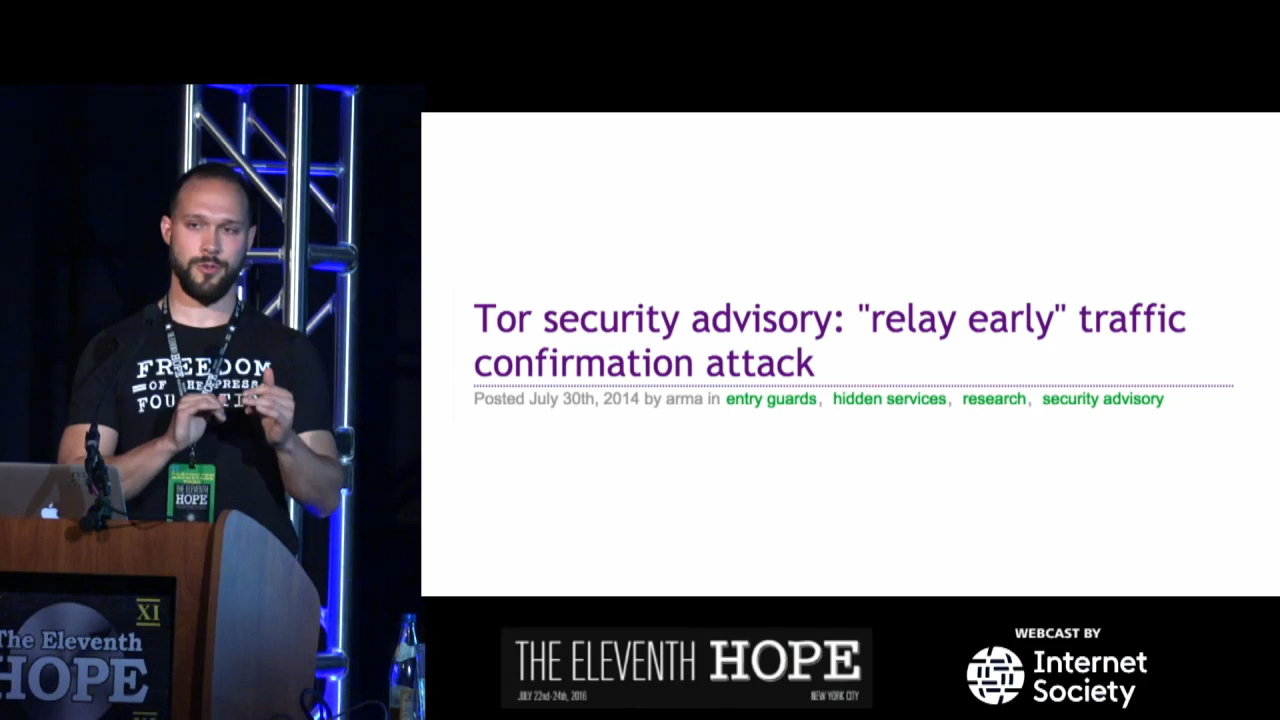 Tor security advisory: "relay early" traffic
confirmation attack
Posted July 30th, 2014 by arma in entry guards, hidden services, research, security advisory
FREEDOM
OF THE PRESS
FOUNDATION
THE ELEVENTH
HOPE
XI
The Eleventh
HOPE
THE ELEVENTH HOPE
JULY 22nd-24th, 2016
NEW YORK CITY
WEBCAST BY
Internet
Society